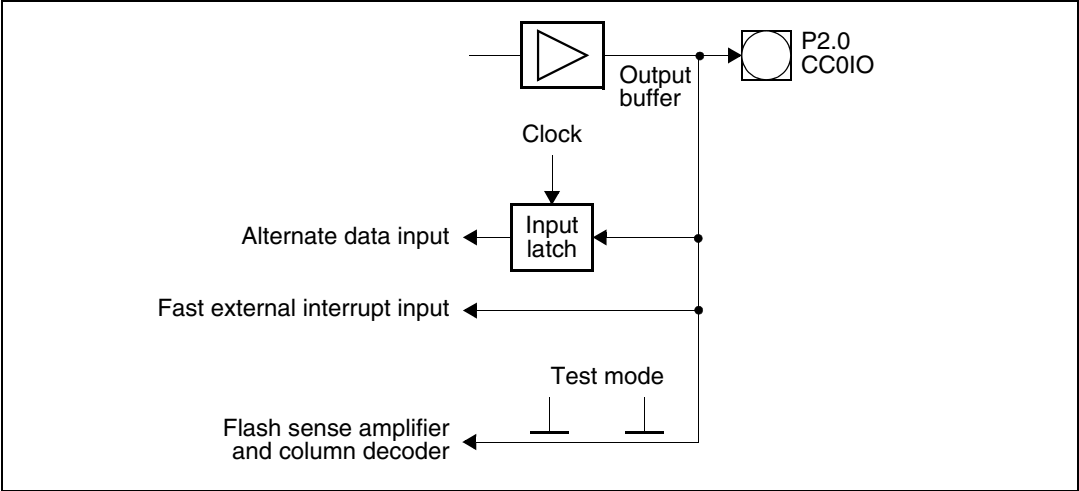 P2.0
CC0IO
Output
buffer
Clock
Input
latch
Alternate data input
Fast external interrupt input
Test mode
Flash sense amplifier
and column decoder